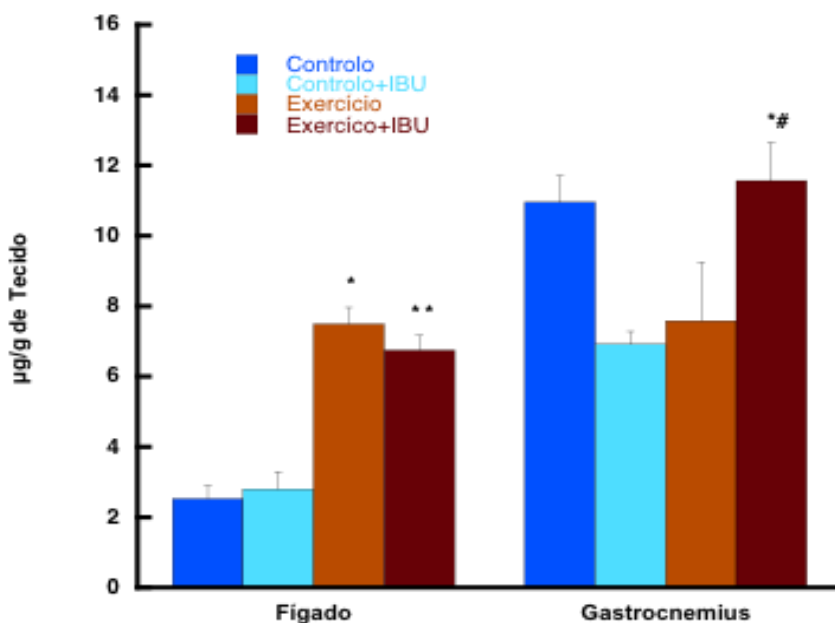 16
14
12
10
8
6
4
2
0
µg/g de Tecido
Controlo
Controlo+IBU
Exercicio
Exercico+IBU
*
**
*#
Fígado
Gastrocnemius